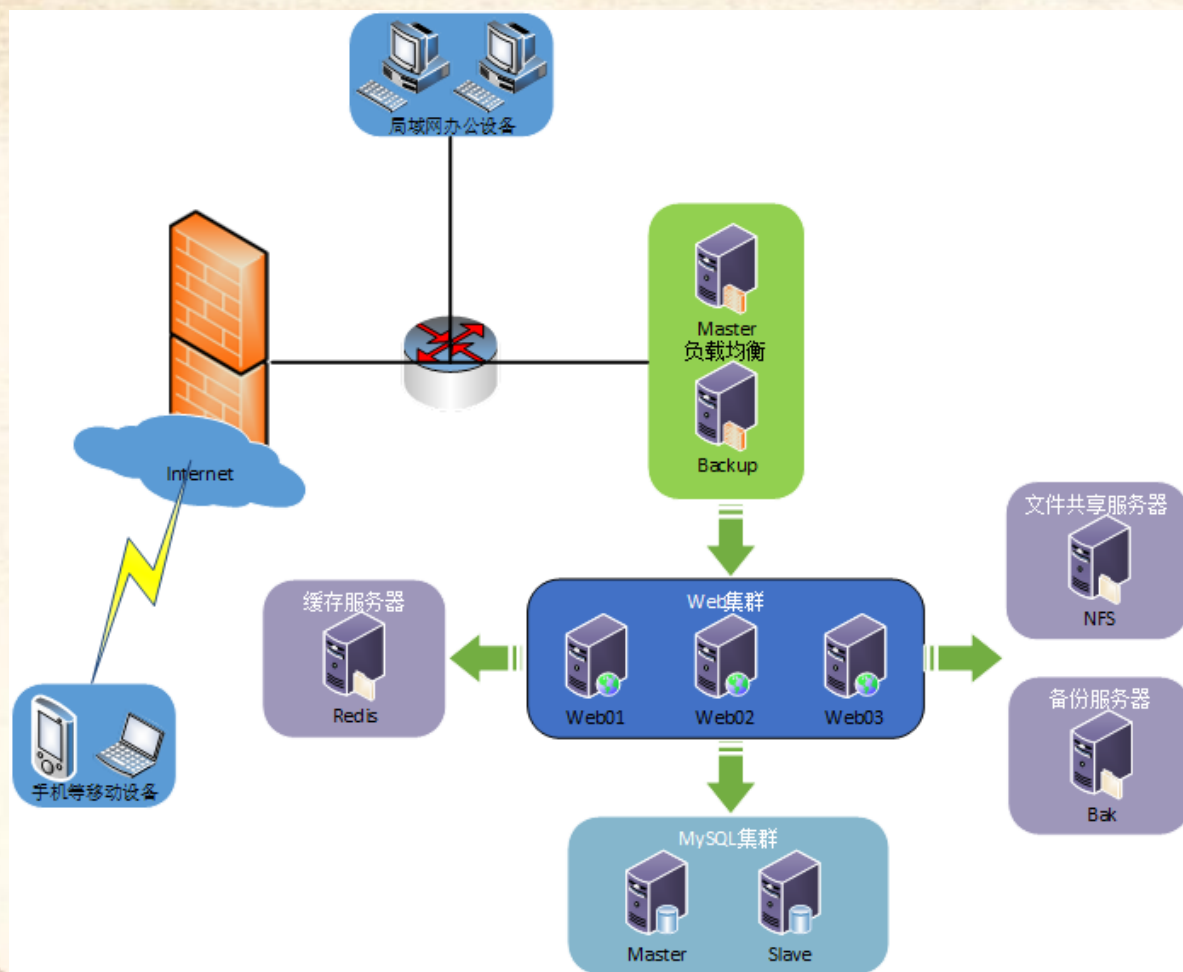 局域网办公设备
Master
负载均衡
Backup
Internet
文件共享服务器
NFS
缓存服务器
Redis
Web集群
Web01
Web02
Web03
备份服务器
Bak
手机等移动设备
MySQL集群
Master
Slave